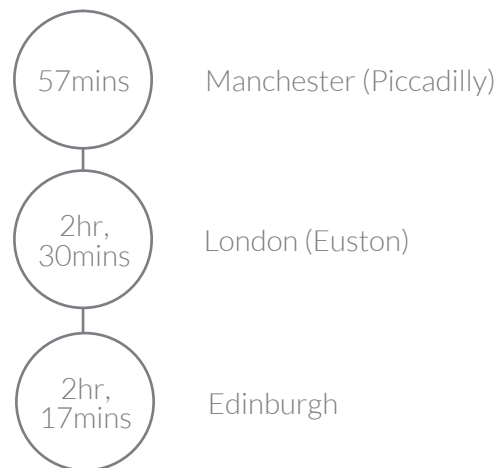 57mins
Manchester (Piccadilly)
2hr,
30mins
London (Euston)
2hr,
17mins
Edinburgh